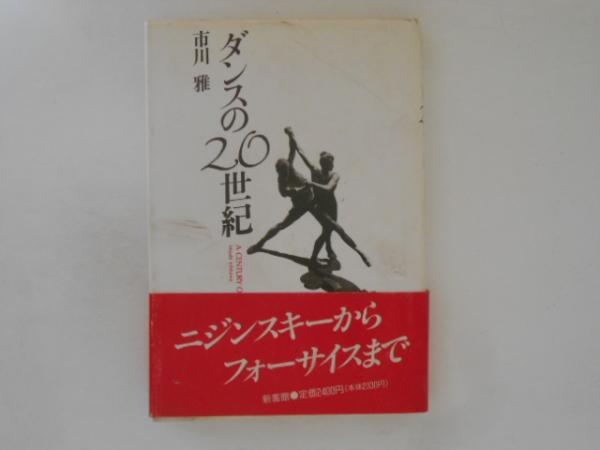 ダンスの20世紀
市川 雅
A CENTURY O
Miyabi Ichikawa
ニジンスキーから
フォーサイスまで
新書館 定価2400円(本体2330円)